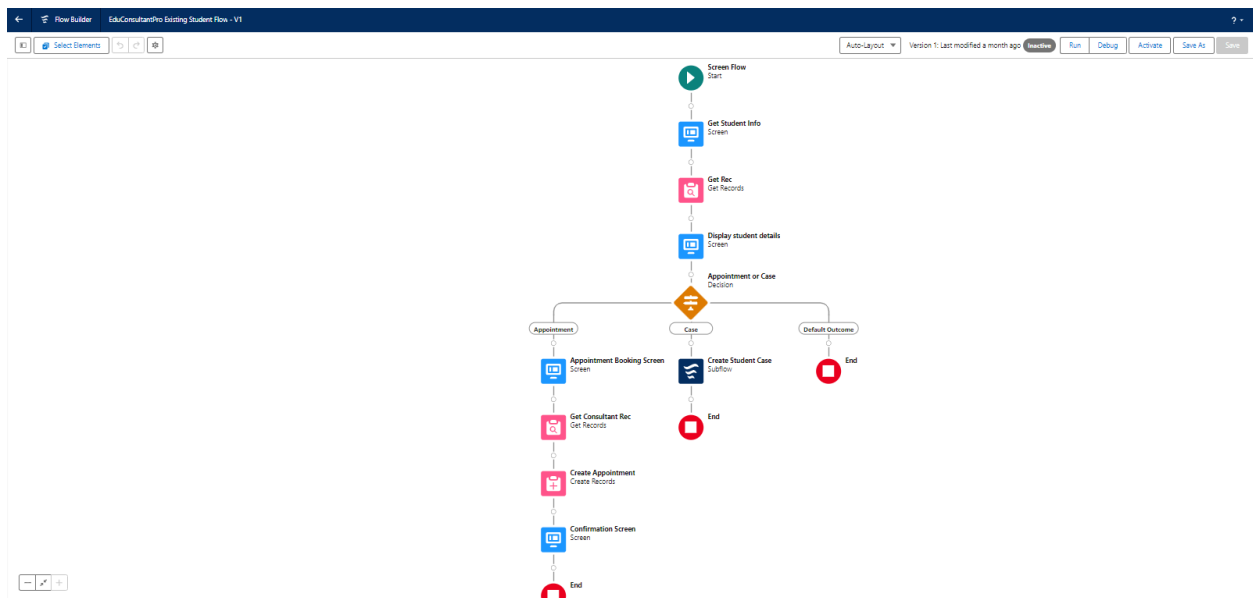 Flow Builder EduConsultantPro Existing Student Flow - V1 ?
Select Elements Auto-Layout Version 1: Last modified a month ago Inactive Run Debug Activate Save As Save
Screen Flow
Start
Get Student Info
Screen
Get Rec
Get Records
Display student details
Screen
Appointment or Case
Decision
Appointment Case Default Outcome
Appointment Booking Screen
Screen
Create Student Case
Subflow
End
Get Consultant Rec
Get Records
End
Create Appointment
Create Records
Confirmation Screen
Screen
End